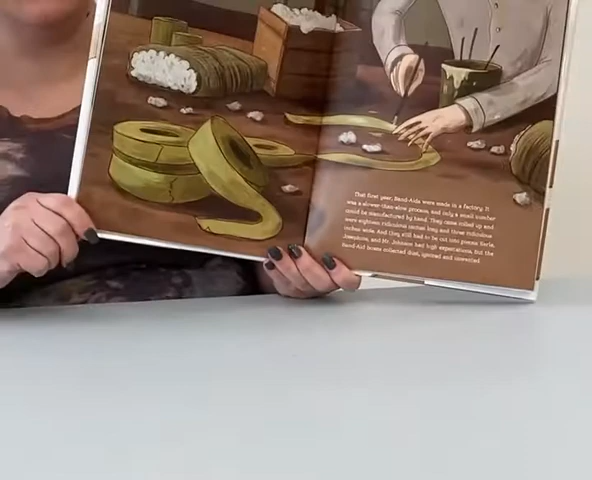 That first year, Band-Aids were made in a factory. It
was a slower-than-slow process, and only a small number
could be manufactured by hand. They came rolled up and
were eighteen ridiculous inches long and three ridiculous
inches wide. And they still had to be cut into pieces. Earle,
Josephine, and Mr. Johnson had high expectations, but the
Band-Aid boxes collected dust, ignored and unwanted.